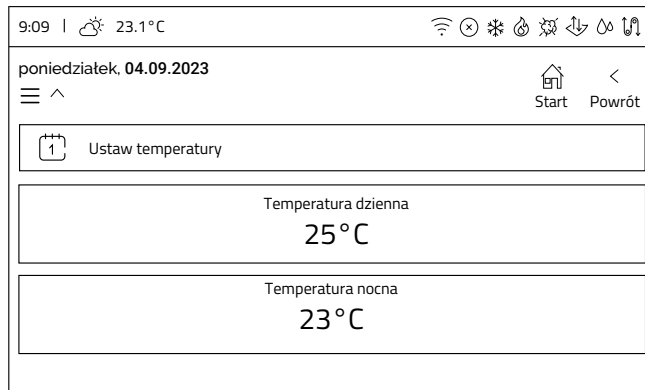 9:09 | 23.1°C
poniedziałek, 04.09.2023
Start Powrót
1 Ustaw temperatury
Temperatura dzienna
25°C
Temperatura nocna
23°C